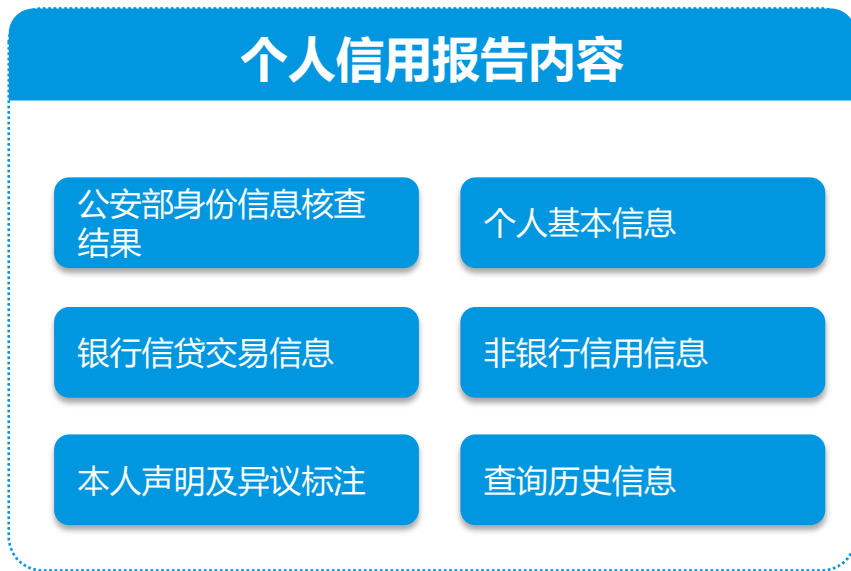 个人信用报告内容
公安部身份信息核查
结果
个人基本信息
银行信贷交易信息
非银行信用信息
本人声明及异议标注
查询历史信息